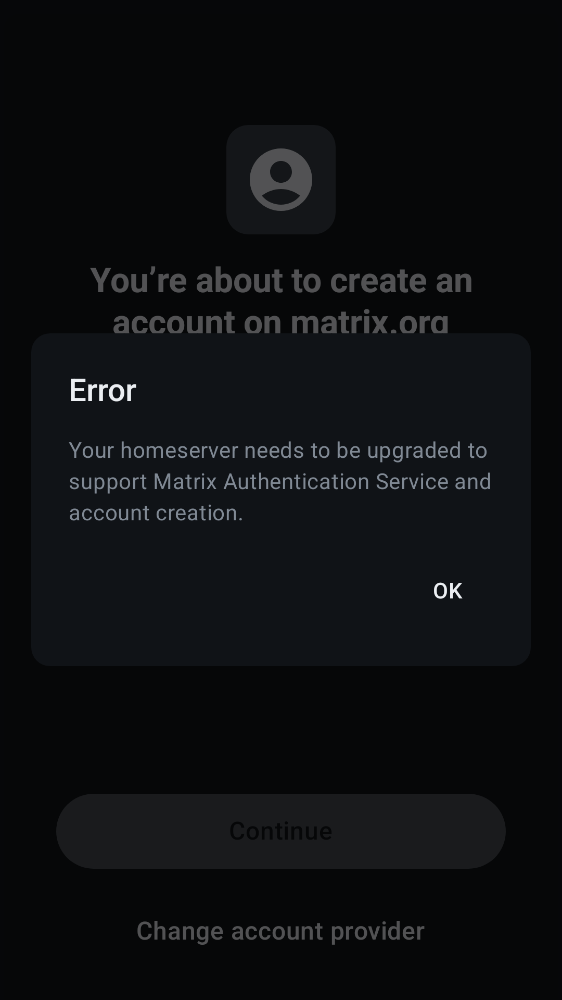 You’re about to create an
account on matrix.org
Error
Your homeserver needs to be upgraded to
support Matrix Authentication Service and
account creation.
OK
Continue
Change account provider